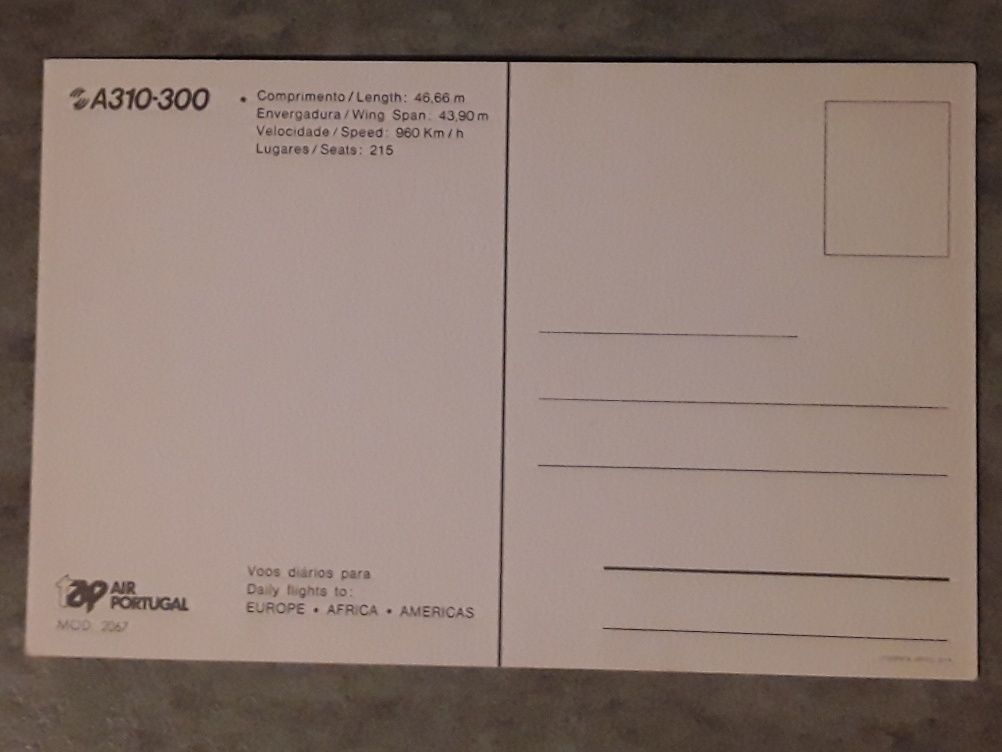 A310-300
• Comprimento / Length: 46,66 m
Envergadura / Wing Span: 43,90 m
Velocidade / Speed: 960 Km / h
Lugares / Seats: 215
TAP AIR
PORTUGAL
MOD. 2067
Voos diários para
Daily flights to:
EUROPE • AFRICA • AMERICAS